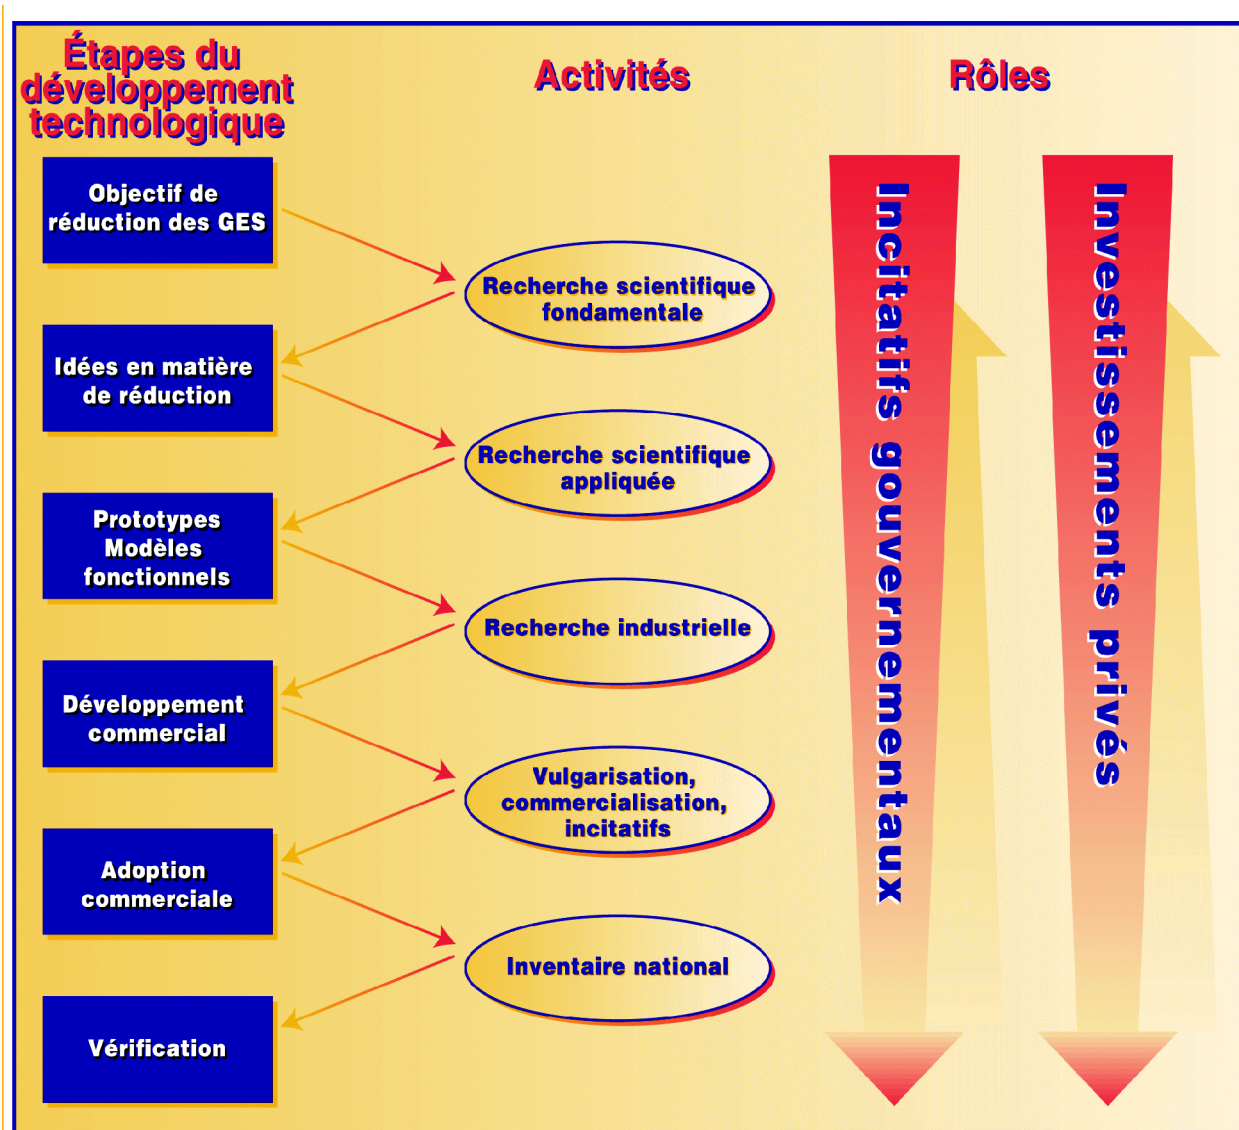 Étapes du
développement
technologique
Activités
Rôles
Objectif de
réduction des GES
Recherche scientifique
fondamentale
Idées en matière
de réduction
Recherche scientifique
appliquée
Prototypes
Modèles
fonctionnels
Recherche industrielle
Développement
commercial
Vulgarisation,
commercialisation,
incitatifs
Adoption
commerciale
Inventaire national
Vérification
Incitatifs gouvernementaux
Investissements privés